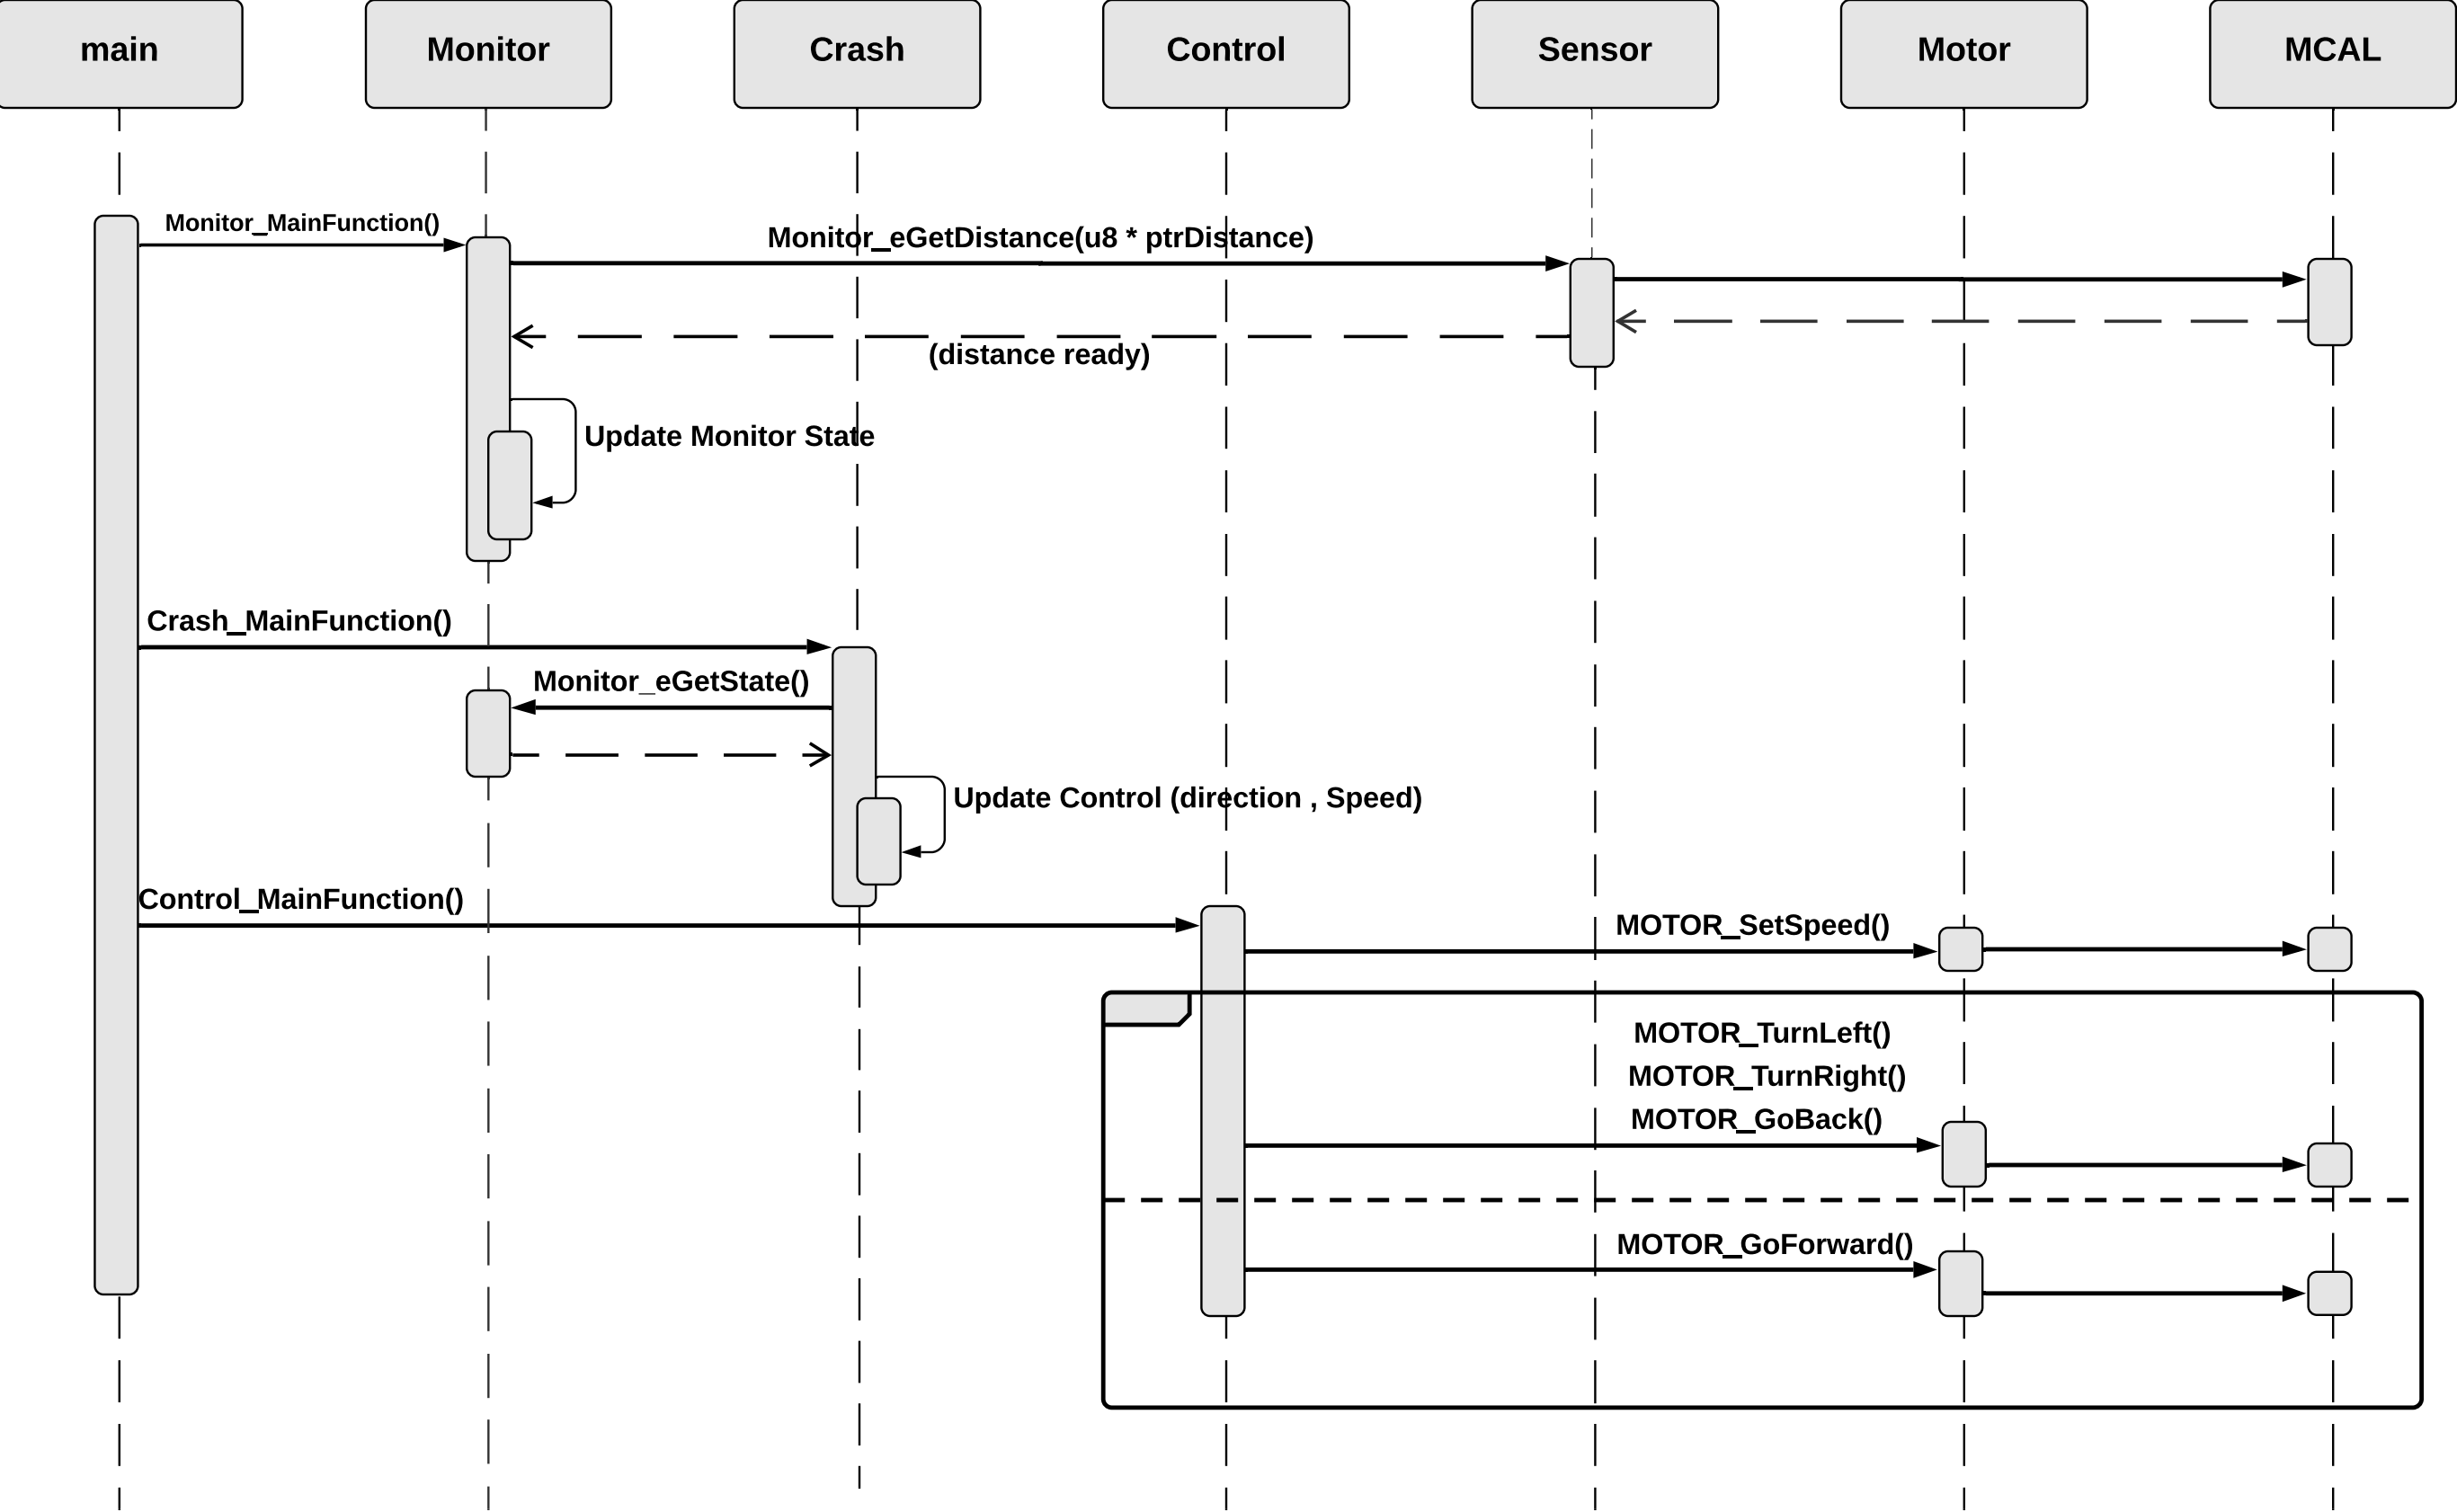 main
Monitor
Crash
Control
Sensor
Motor
MCAL
Monitor_MainFunction()
Monitor_eGetDistance(u8 * ptrDistance)
(distance ready)
Update Monitor State
Crash_MainFunction()
Monitor_eGetState()
Update Control (direction , Speed)
Control_MainFunction()
MOTOR_SetSpeed()
MOTOR_TurnLeft()
MOTOR_TurnRight()
MOTOR_GoBack()
MOTOR_GoForward()